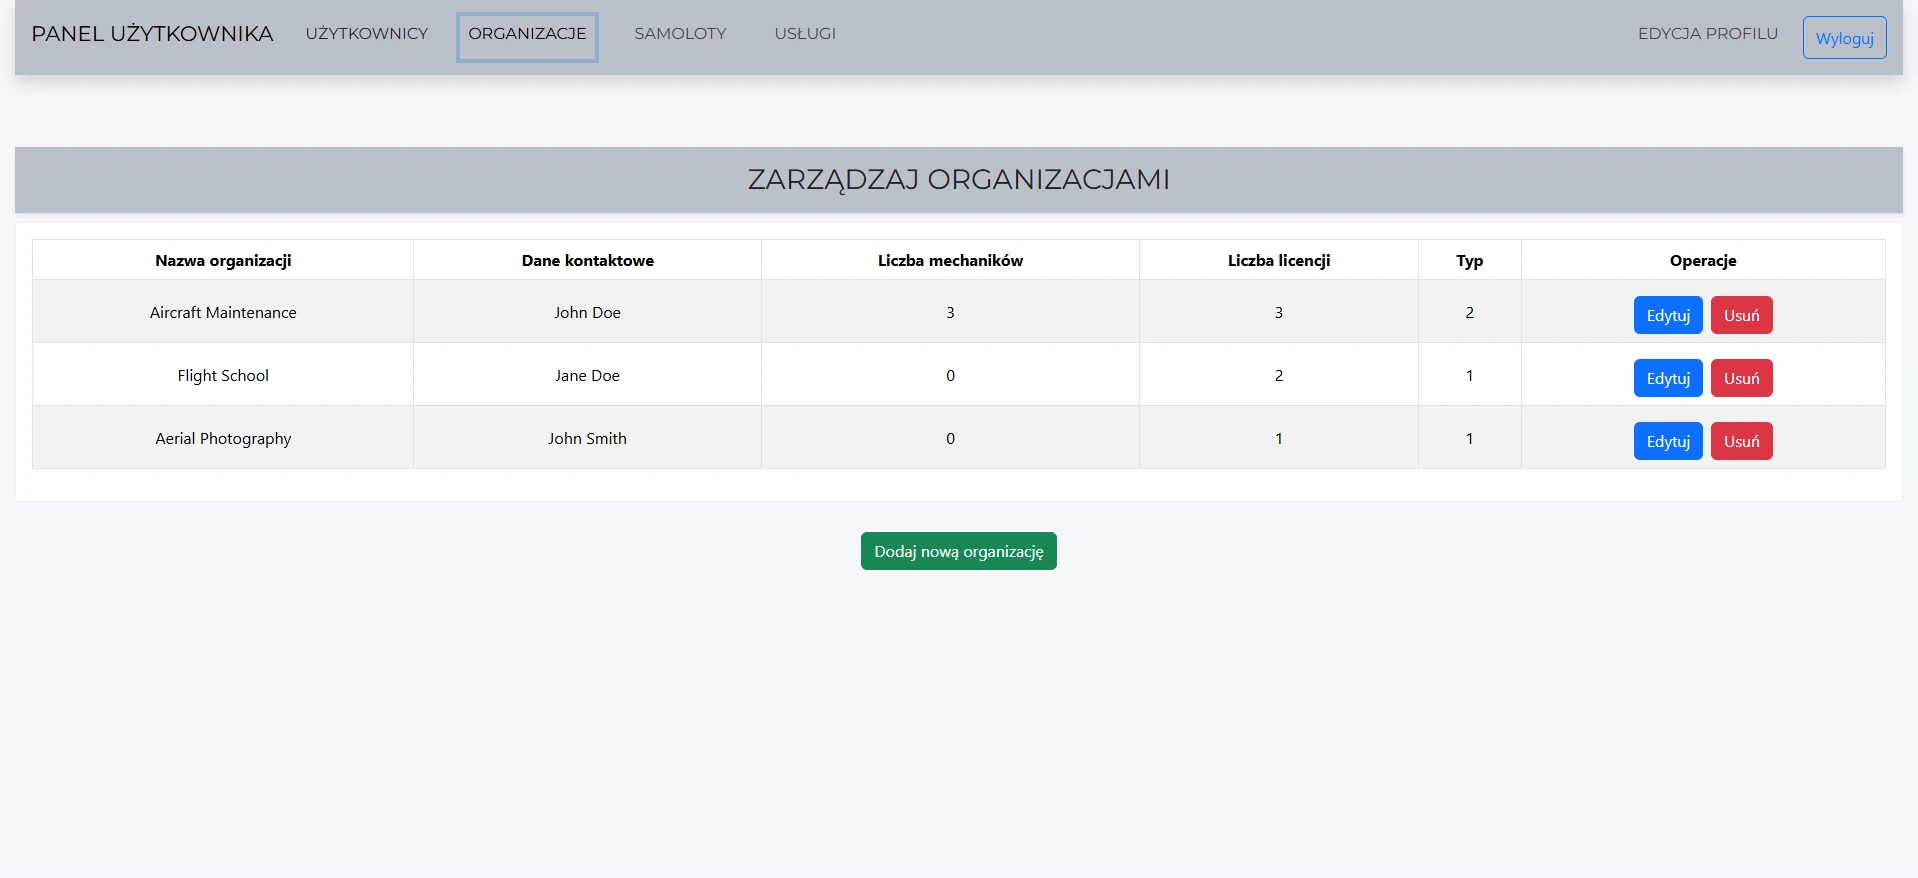 PANEL UŻYTKOWNIKA UŻYTKOWNICY ORGANIZACJE SAMOLOTY USŁUGI EDYCJA PROFILU Wyloguj
ZARZĄDZAJ ORGANIZACJAMI
Nazwa organizacji Dane kontaktowe Liczba mechaników Liczba licencji Typ Operacje
Aircraft Maintenance John Doe 3 3 2 Edytuj Usuń
Flight School Jane Doe 0 2 1 Edytuj Usuń
Aerial Photography John Smith 0 1 1 Edytuj Usuń
Dodaj nową organizację